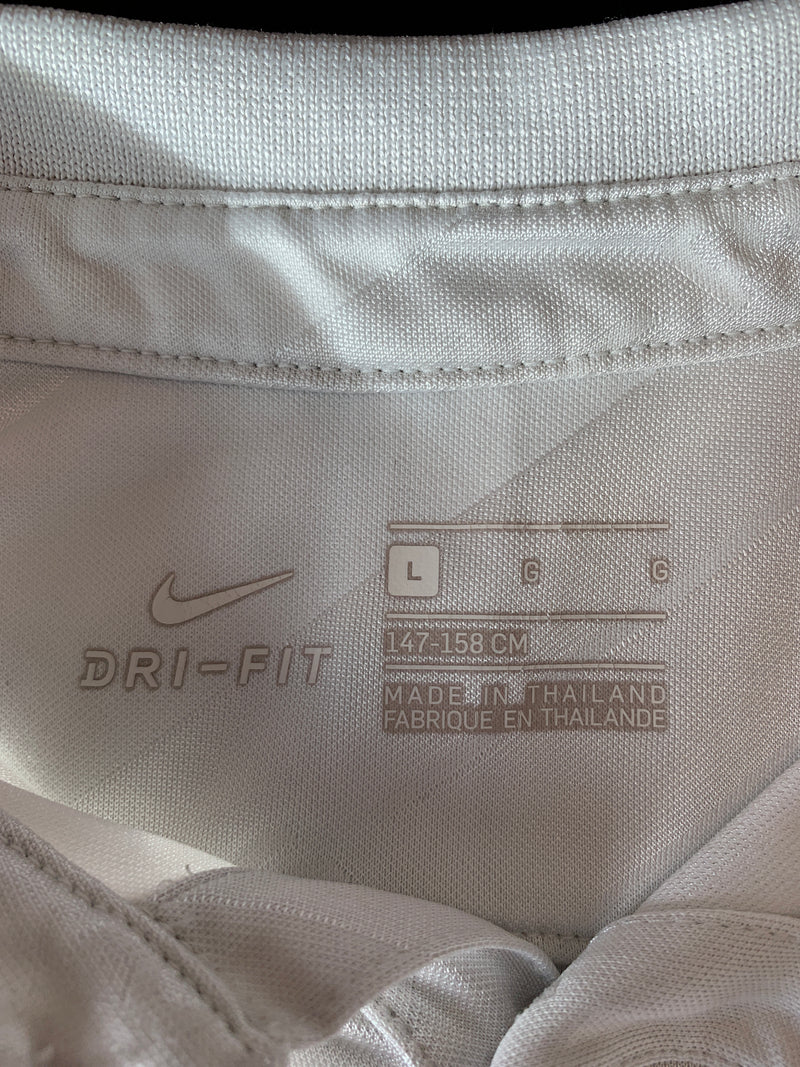 DRI-FIT
L G G
147-158 CM
MADE IN THAILAND
FABRIQUE EN THAILANDE